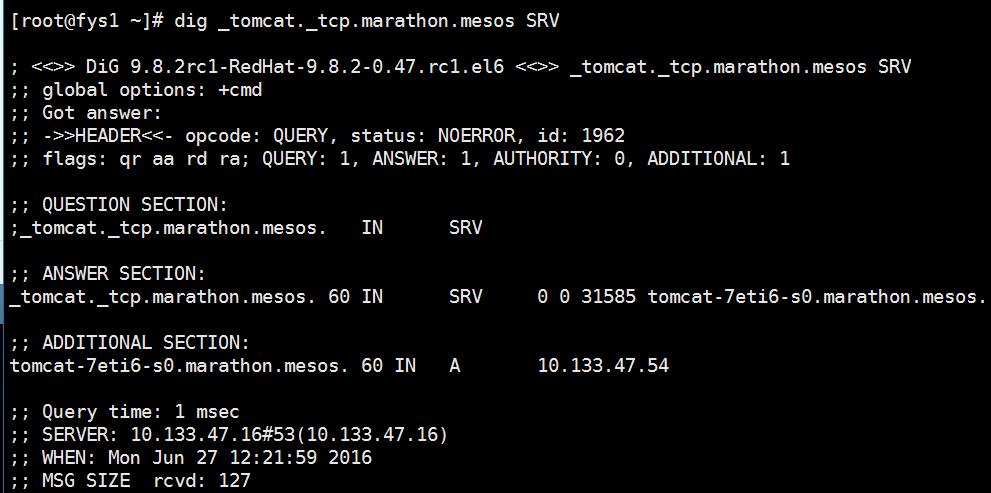 [root@fys1 ~]# dig _tomcat._tcp.marathon.mesos SRV
; <<>> DiG 9.8.2rc1-RedHat-9.8.2-0.47.rc1.el6 <<>> _tomcat._tcp.marathon.mesos SRV
;; global options: +cmd
;; Got answer:
;; ->>HEADER<<- opcode: QUERY, status: NOERROR, id: 1962
;; flags: qr aa rd ra; QUERY: 1, ANSWER: 1, AUTHORITY: 0, ADDITIONAL: 1
;; QUESTION SECTION:
;_tomcat._tcp.marathon.mesos. IN SRV
;; ANSWER SECTION:
_tomcat._tcp.marathon.mesos. 60 IN SRV 0 0 31585 tomcat-7eti6-s0.marathon.mesos.
;; ADDITIONAL SECTION:
tomcat-7eti6-s0.marathon.mesos. 60 IN A 10.133.47.54
;; Query time: 1 msec
;; SERVER: 10.133.47.16#53(10.133.47.16)
;; WHEN: Mon Jun 27 12:21:59 2016
;; MSG SIZE rcvd: 127